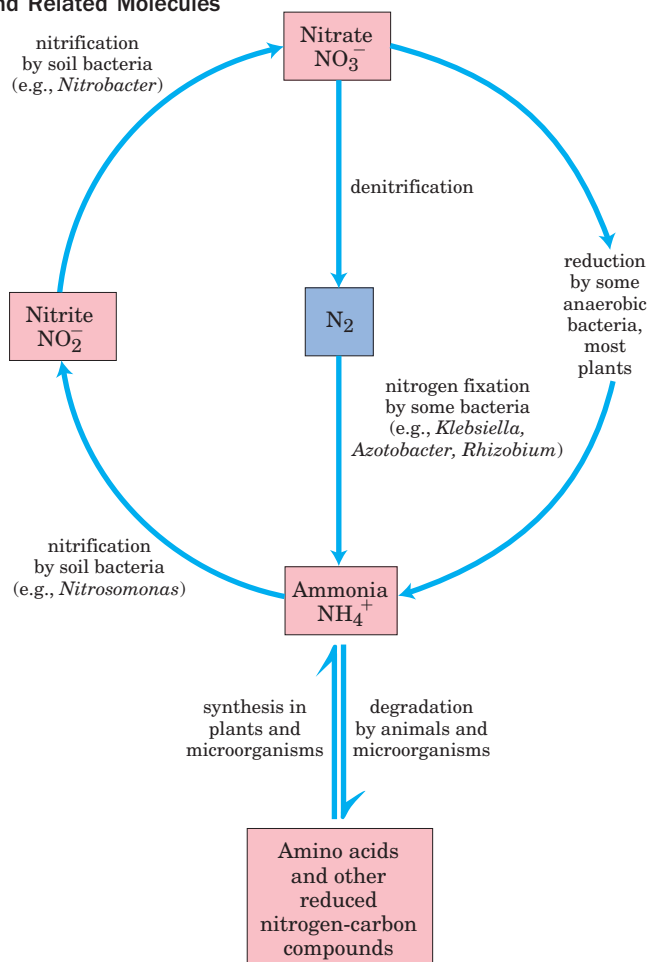 nd Related Molecules
nitrification
by soil bacteria
(e.g., Nitrobacter)
Nitrate
NO₃⁻
denitrification
reduction
by some
anaerobic
bacteria,
most
plants
Nitrite
NO₂⁻
N₂
nitrogen fixation
by some bacteria
(e.g., Klebsiella,
Azotobacter, Rhizobium)
nitrification
by soil bacteria
(e.g., Nitrosomonas)
Ammonia
NH₄⁺
synthesis in
plants and
microorganisms
degradation
by animals and
microorganisms
Amino acids
and other
reduced
nitrogen-carbon
compounds